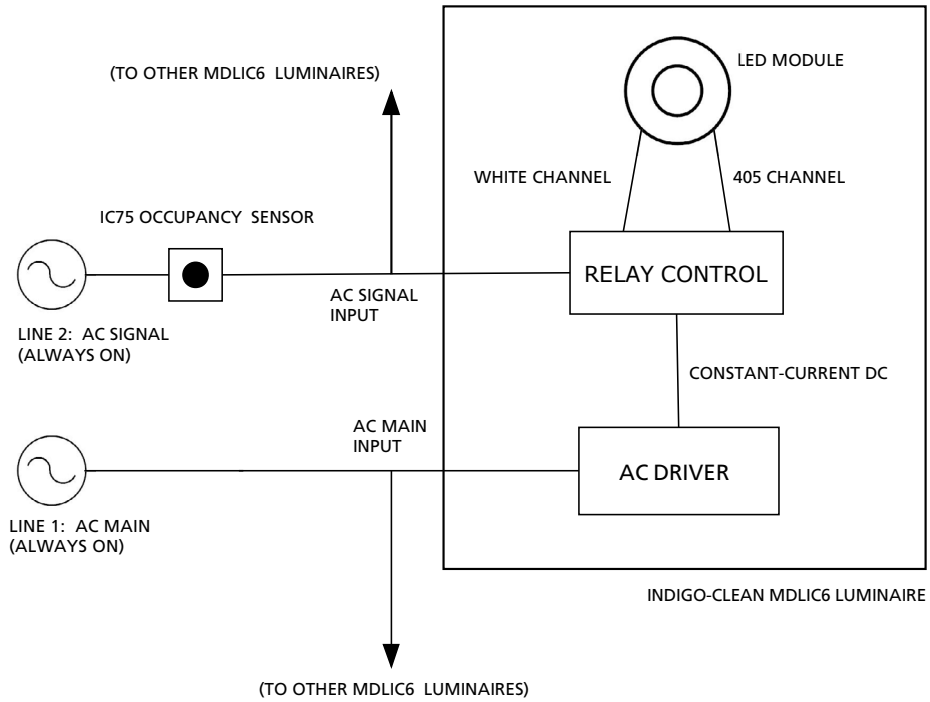 LED MODULE
(TO OTHER MDLIC6 LUMINAIRES)
WHITE CHANNEL
405 CHANNEL
IC75 OCCUPANCY SENSOR
RELAY CONTROL
AC SIGNAL
INPUT
LINE 2: AC SIGNAL
(ALWAYS ON)
CONSTANT-CURRENT DC
AC MAIN
INPUT
AC DRIVER
LINE 1: AC MAIN
(ALWAYS ON)
INDIGO-CLEAN MDLIC6 LUMINAIRE
(TO OTHER MDLIC6 LUMINAIRES)